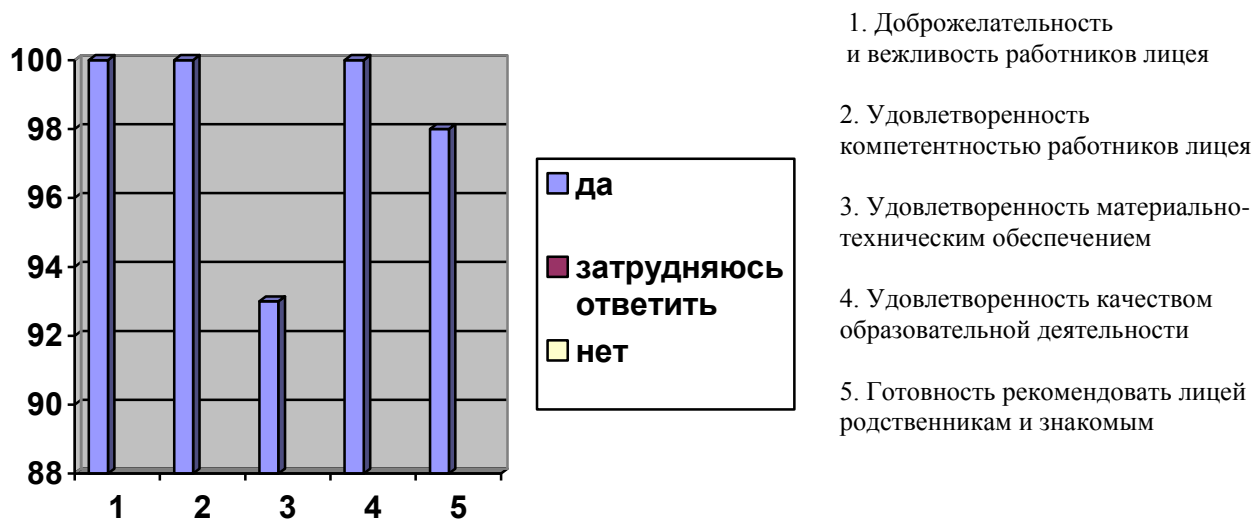 100
98
96
94
92
90
88
1
2
3
4
5
да
затрудняюсь
ответить
нет
1. Доброжелательность
и вежливость работников лицея
2. Удовлетворенность
компетентностью работников лицея
3. Удовлетворенность материально-
техническим обеспечением
4. Удовлетворенность качеством
образовательной деятельности
5. Готовность рекомендовать лицей
родственникам и знакомым